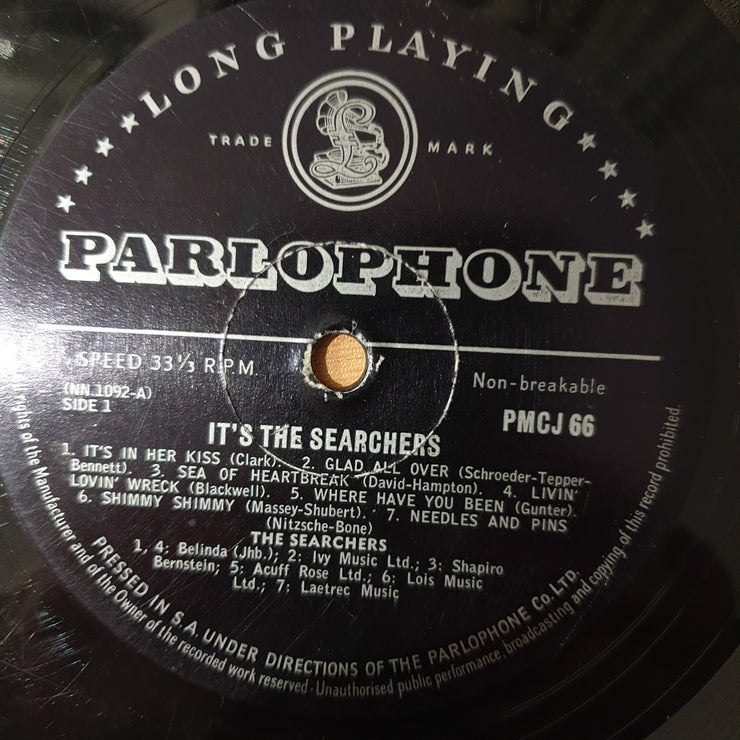 LONG PLAYING
TRADE MARK
PARLOPHONE
SPEED 33⅓ R.P.M.
(NN.1092-A)
SIDE 1
Non-breakable
PMCJ 66
IT'S THE SEARCHERS
1. IT'S IN HER KISS (Clark). 2. GLAD ALL OVER (Schroeder-Tepper-
Bennett). 3. SEA OF HEARTBREAK (David-Hampton). 4. LIVIN'
LOVIN' WRECK (Blackwell). 5. WHERE HAVE YOU BEEN (Gunter).
6. SHIMMY SHIMMY (Massey-Shubert). 7. NEEDLES AND PINS
(Nitzsche-Bone)
THE SEARCHERS
1, 4: Belinda (Jhb.); 2: Ivy Music Ltd.; 3: Shapiro
Bernstein; 5: Acuff Rose Ltd.; 6: Lois Music
Ltd.; 7: Laetrec Music
PRESSED IN S.A. UNDER DIRECTIONS OF THE PARLOPHONE Co. LTD.
rights of the Manufacturer and of the Owner of the recorded work reserved. Unauthorised public performance, broadcasting and copying of this record prohibited.